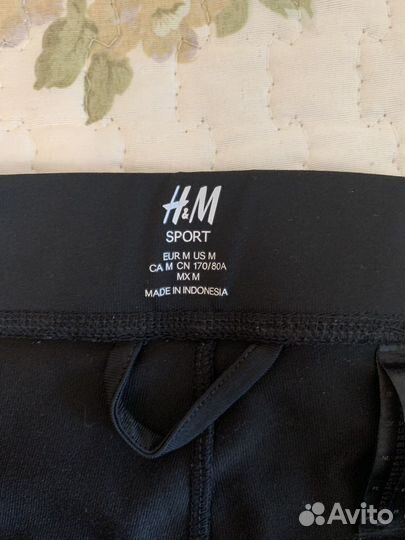 H&M
SPORT
EUR M US M
CA M CN 170/80A
MX M
MADE IN INDONESIA
Avito